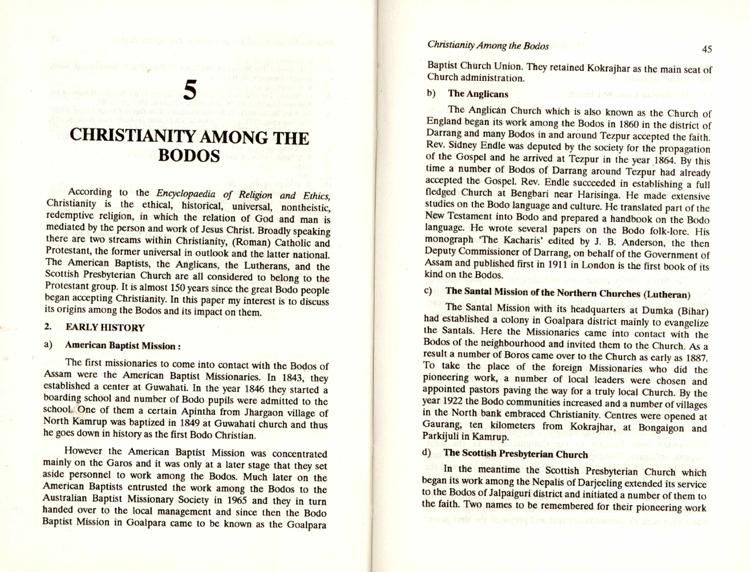 5
CHRISTIANITY AMONG THE
BODOS
According to the Encyclopaedia of Religion and Ethics,
Christianity is the ethical, historical, universal, nontheistic,
redemptive religion, in which the relation of God and man is
mediated by the person and work of Jesus Christ. Broadly speaking
there are two streams within Christianity, (Roman) Catholic and
Protestant, the former universal in outlook and the latter national.
The American Baptists, the Anglicans, the Lutherans, and the
Scottish Presbyterian Church are all considered to belong to the
Protestant group. It is almost 150 years since the great Bodo people
began accepting Christianity. In this paper my interest is to discuss
its origins among the Bodos and its impact on them.
2. EARLY HISTORY
a) American Baptist Mission :
The first missionaries to come into contact with the Bodos of
Assam were the American Baptist Missionaries. In 1843, they
established a center at Guwahati. In the year 1846 they started a
boarding school and number of Bodo pupils were admitted to the
school. One of them a certain Apintha from Jhargaon village of
North Kamrup was baptized in 1849 at Guwahati church and thus
he goes down in history as the first Bodo Christian.
However the American Baptist Mission was concentrated
mainly on the Garos and it was only at a later stage that they set
aside personnel to work among the Bodos. Much later on the
American Baptists entrusted the work among the Bodos to the
Australian Baptist Missionary Society in 1965 and they in turn
handed over to the local management and since then the Bodo
Baptist Mission in Goalpara came to be known as the Goalpara
Christianity Among the Bodos 45
Baptist Church Union. They retained Kokrajhar as the main seat of
Church administration.
b) The Anglicans
The Anglican Church which is also known as the Church of
England began its work among the Bodos in 1860 in the district of
Darrang and many Bodos in and around Tezpur accepted the faith.
Rev. Sidney Endle was deputed by the society for the propagation
of the Gospel and he arrived at Tezpur in the year 1864. By this
time a number of Bodos of Darrang around Tezpur had already
accepted the Gospel. Rev. Endle succeeded in establishing a full
fledged Church at Bengbari near Harisinga. He made extensive
studies on the Bodo language and culture. He translated part of the
New Testament into Bodo and prepared a handbook on the Bodo
language. He wrote several papers on the Bodo folk-lore. His
monograph 'The Kacharis' edited by J. B. Anderson, the then
Deputy Commissioner of Darrang, on behalf of the Government of
Assam and published first in 1911 in London is the first book of its
kind on the Bodos.
c) The Santal Mission of the Northern Churches (Lutheran)
The Santal Mission with its headquarters at Dumka (Bihar)
had established a colony in Goalpara district mainly to evangelize
the Santals. Here the Missionaries came into contact with the
Bodos of the neighbourhood and invited them to the Church. As a
result a number of Boros came over to the Church as early as 1887.
To take the place of the foreign Missionaries who did the
pioneering work, a number of local leaders were chosen and
appointed pastors paving the way for a truly local Church. By the
year 1922 the Bodo communities increased and a number of villages
in the North bank embraced Christianity. Centres were opened at
Gaurang, ten kilometers from Kokrajhar, at Bongaigon and
Parkijuli in Kamrup.
d) The Scottish Presbyterian Church
In the meantime the Scottish Presbyterian Church which
began its work among the Nepalis of Darjeeling extended its service
to the Bodos of Jalpaiguri district and initiated a number of them to
the faith. Two names to be remembered for their pioneering work